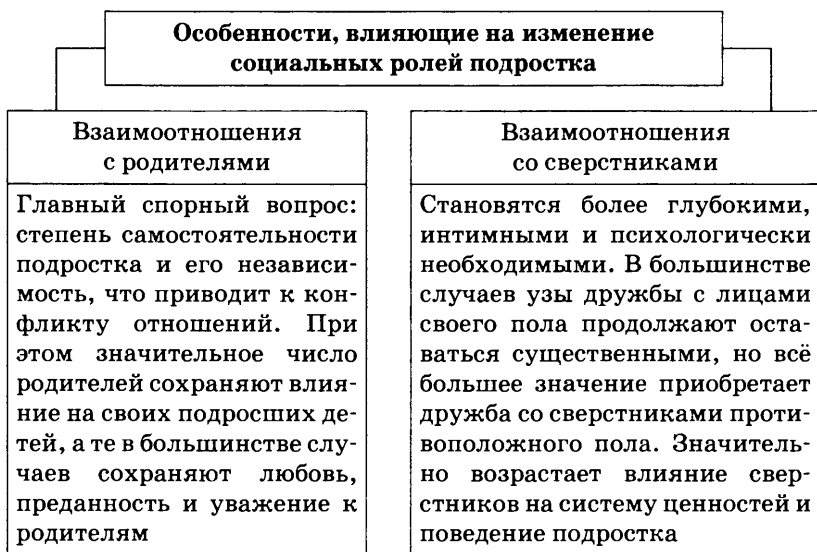 Особенности, влияющие на изменение
социальных ролей подростка
Взаимоотношения
с родителями
Главный спорный вопрос:
степень самостоятельности
подростка и его независи-
мость, что приводит к кон-
фликту отношений. При
этом значительное число
родителей сохраняют влия-
ние на своих подросших де-
тей, а те в большинстве слу-
чаев сохраняют любовь,
преданность и уважение к
родителям
Взаимоотношения
со сверстниками
Становятся более глубокими,
интимными и психологически
необходимыми. В большинстве
случаев узы дружбы с лицами
своего пола продолжают оста-
ваться существенными, но всё
большее значение приобретает
дружба со сверстниками проти-
воположного пола. Значитель-
но возрастает влияние свер-
стников на систему ценностей и
поведение подростка